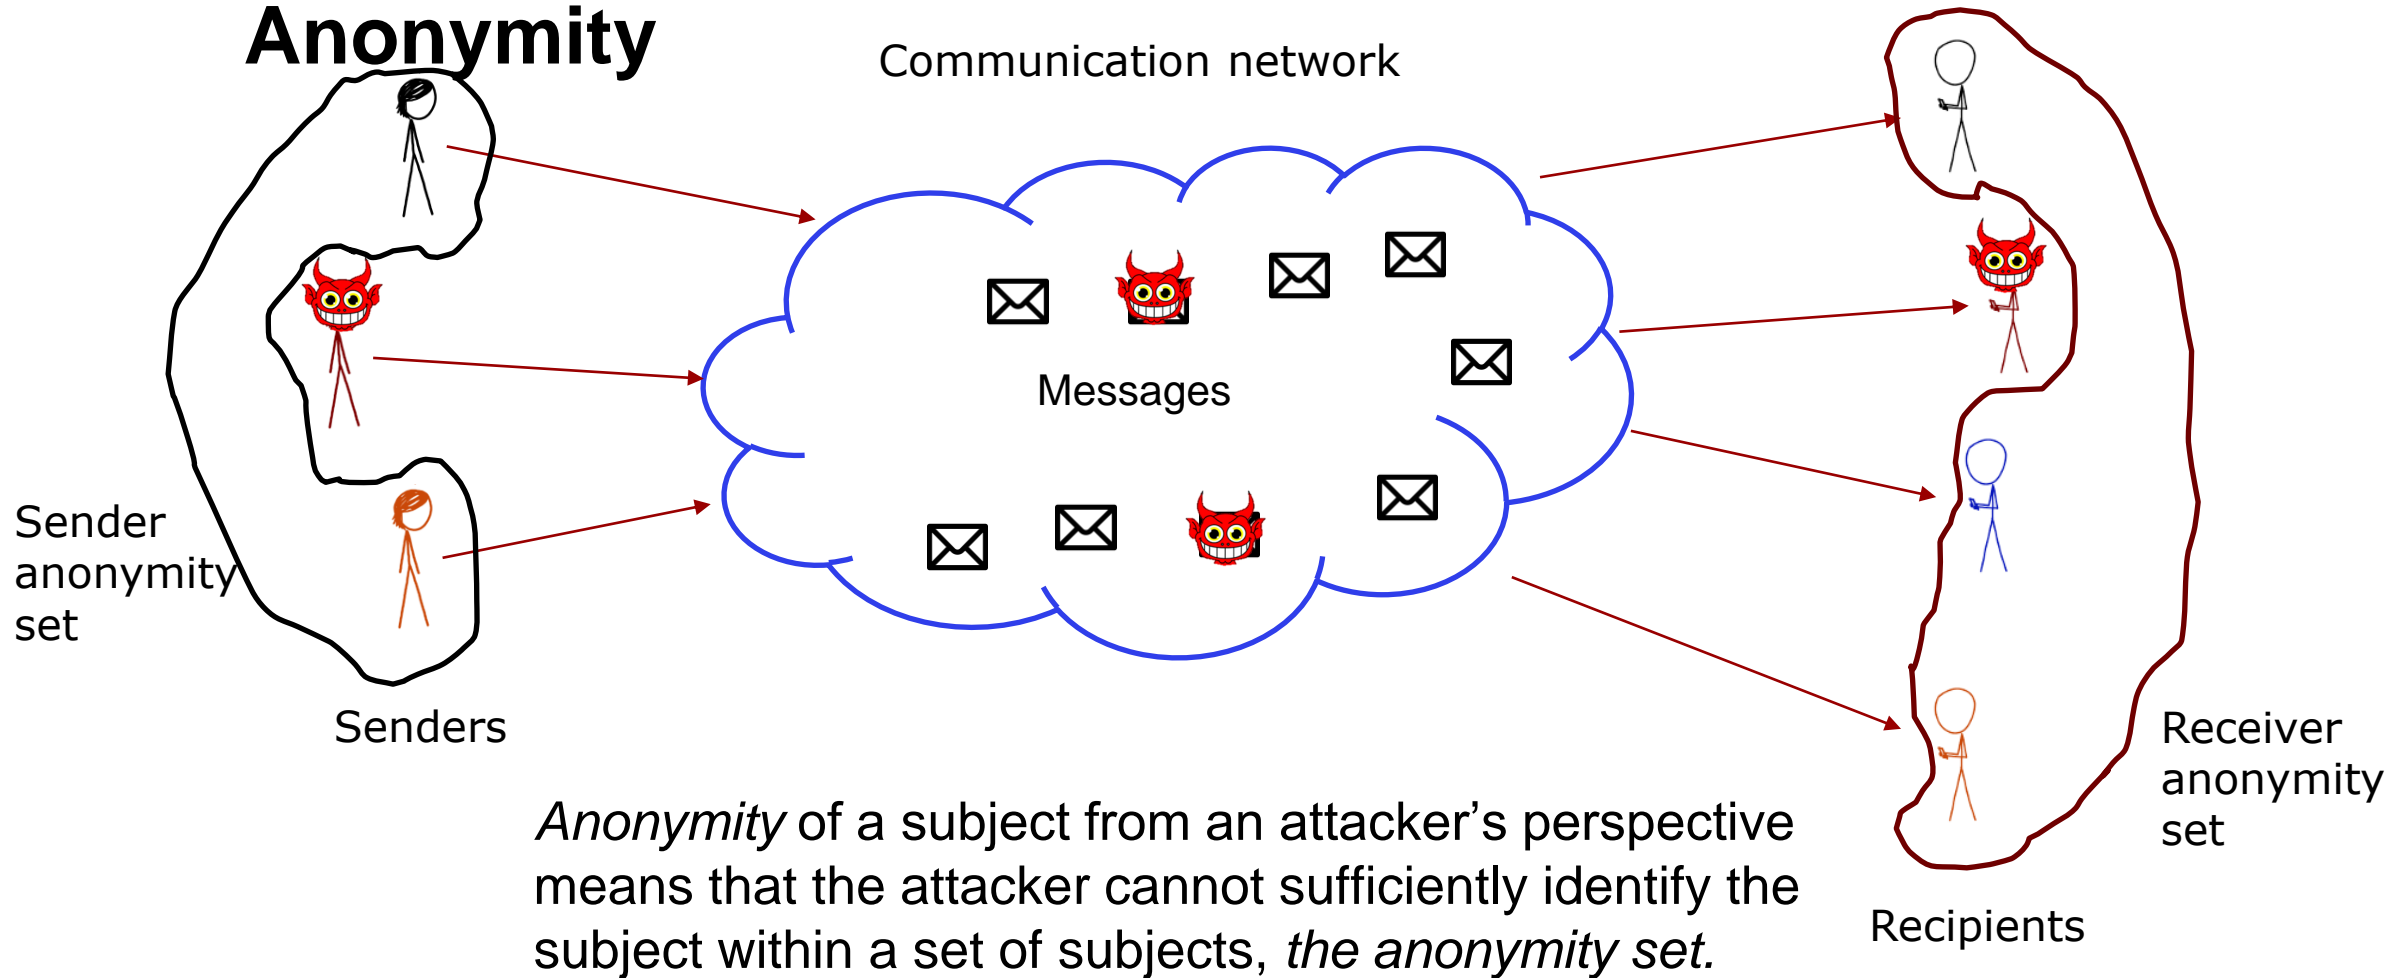 Anonymity
Communication network
Messages
Sender
anonymity
set
Senders
Receiver
anonymity
set
Recipients
Anonymity of a subject from an attacker’s perspective
means that the attacker cannot sufficiently identify the
subject within a set of subjects, the anonymity set.